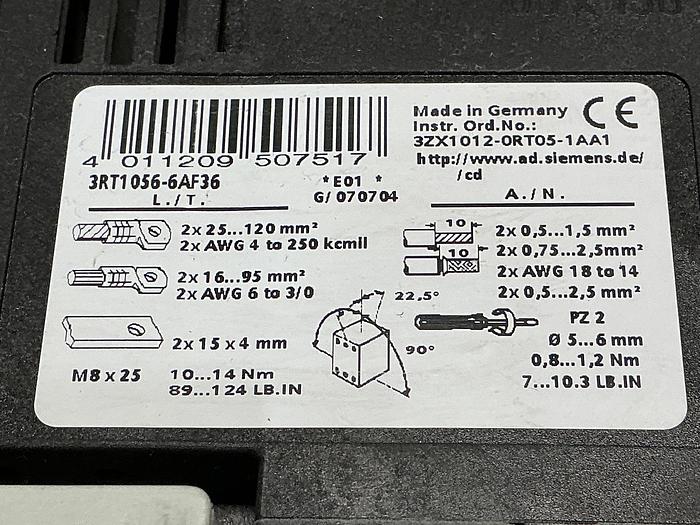 4 011209 507517
3RT1056-6AF36
*E01 *
G/ 070704
Made in Germany
Instr. Ord.No.:
3ZX1012-0RT05-1AA1
http://www.ad.siemens.de/
/cd
CE
L./T.
A./N.
2x 25...120 mm²
2x AWG 4 to 250 kcmil
2x 16...95 mm²
2x AWG 6 to 3/0
2x 15 x 4 mm
M8 x 25
10...14 Nm
89...124 LB.IN
22,5°
90°
10
10
2x 0,5...1,5 mm²
2x 0,75...2,5mm²
2x AWG 18 to 14
2x 0,5...2,5 mm²
PZ 2
Ø 5...6 mm
0,8...1,2 Nm
7...10.3 LB.IN